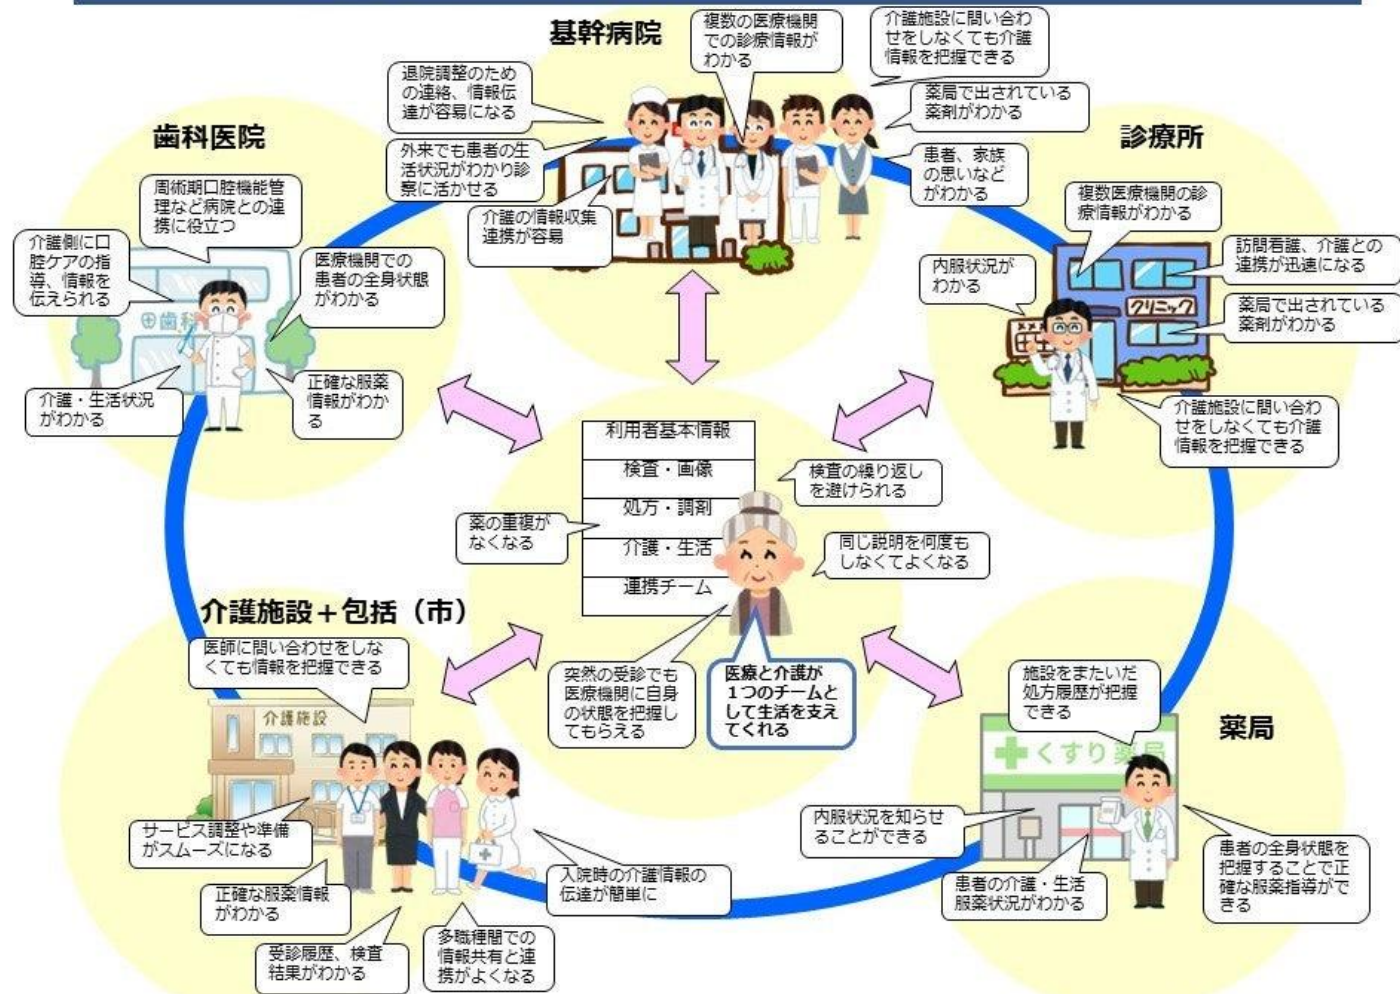 基幹病院
退院調整のため
の連絡、情報伝
達が容易になる
外来でも患者の生
活状況がわかり診
察に活かせる
介護の情報収集
連携が容易
複数の医療機関
での診療情報が
わかる
介護施設に問い合わ
せをしなくても介護
情報を把握できる
薬局で出されている
薬剤がわかる
患者、家族
の思いなど
がわかる
歯科医院
周術期口腔機能管
理など病院との連
携に役立つ
介護側に口
腔ケアの指
導、情報を
伝えられる
医療機関での
患者の全身状態
がわかる
田歯科
介護・生活状況
がわかる
正確な服薬
情報がわか
る
診療所
複数医療機関の診
療情報がわかる
内服状況が
わかる
訪問看護、介護との
連携が迅速になる
クリニック
薬局で出されている
薬剤がわかる
介護施設に問い合わ
せをしなくても介護
情報を把握できる
利用者基本情報
検査・画像
処方・調剤
介護・生活
連携チーム
薬の重複が
なくなる
検査の繰り返し
を避けられる
同じ説明を何度も
しなくてよくなる
突然の受診でも
医療機関に自身
の状態を把握し
てもらえる
医療と介護が
1つのチームと
して生活を支え
てくれる
介護施設＋包括（市）
医師に問い合わせをしな
くても情報を把握できる
介護施設
サービス調整や準備
がスムーズになる
正確な服薬情報
がわかる
受診履歴、検査
結果がわかる
多職種間での
情報共有と連
携がよくなる
入院時の介護情報の
伝達が簡単に
薬局
施設をまたいだ
処方履歴が把握
できる
くすり薬局
内服状況を知らせ
ることができる
患者の介護・生活
服薬状況がわかる
患者の全身状態を
把握することで正
確な服薬指導がで
きる